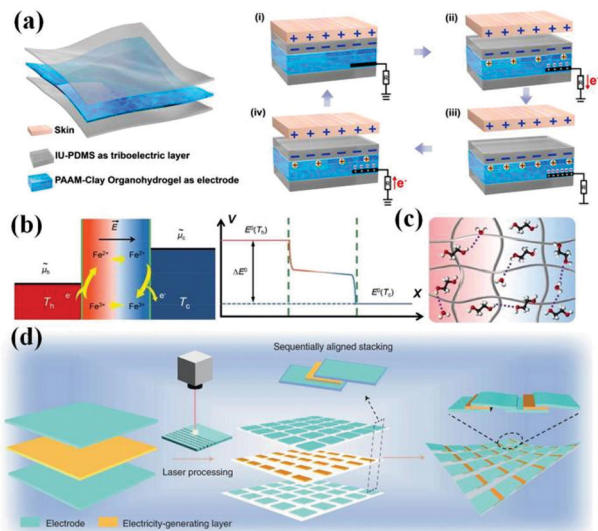 (a)
(i)
(ii)
e⁻
Skin
IU-PDMS as triboelectric layer
PAAM-Clay Organohydrogel as electrode
(iv)
(iii)
e⁻
(b)
E
μ̃h
Fe²⁺ Fe²⁺
μ̃c
e⁻ e⁻
Th
Fe³⁺ Fe³⁺
Tc
V
E⁰(Th)
ΔE⁰
E⁰(Tc)
X
(c)
(d)
Sequentially aligned stacking
Laser processing
Electrode
Electricity-generating layer